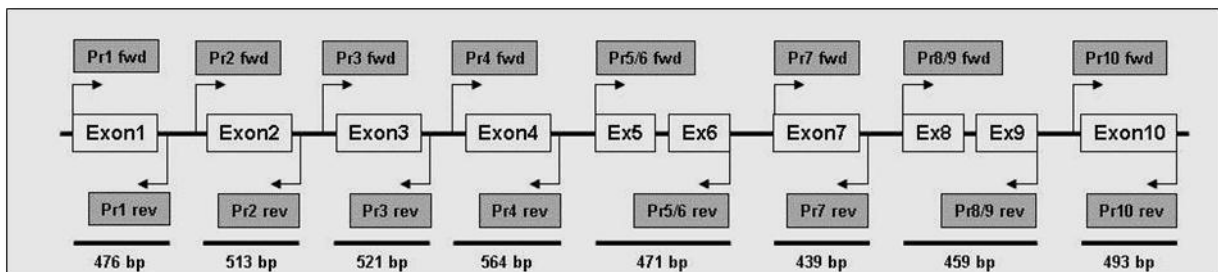 Pr1 fwd Pr2 fwd Pr3 fwd Pr4 fwd Pr5/6 fwd Pr7 fwd Pr8/9 fwd Pr10 fwd
Exon1 Exon2 Exon3 Exon4 Ex5 Ex6 Exon7 Ex8 Ex9 Exon10
Pr1 rev Pr2 rev Pr3 rev Pr4 rev Pr5/6 rev Pr7 rev Pr8/9 rev Pr10 rev
476 bp 513 bp 521 bp 564 bp 471 bp 439 bp 459 bp 493 bp